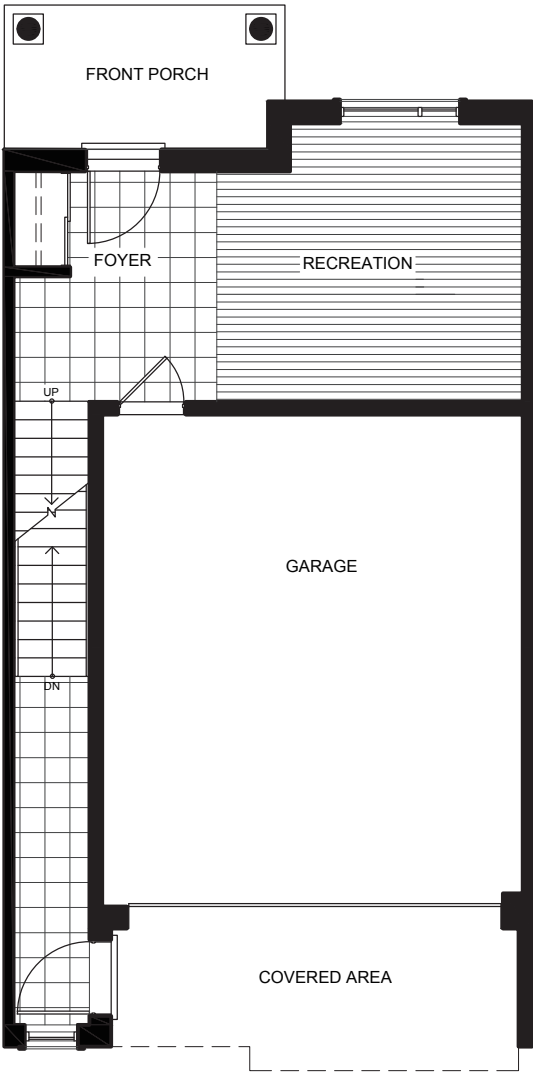 FRONT PORCH
FOYER
RECREATION
UP
GARAGE
DN
COVERED AREA